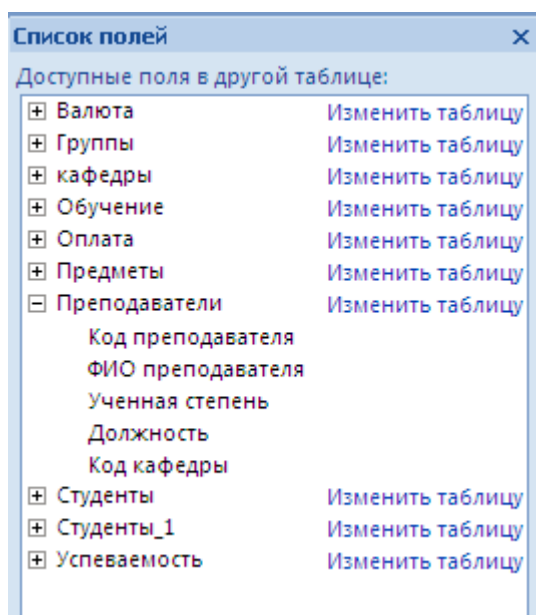 Список полей
Доступные поля в другой таблице:
Валюта Изменить таблицу
Группы Изменить таблицу
кафедры Изменить таблицу
Обучение Изменить таблицу
Оплата Изменить таблицу
Предметы Изменить таблицу
Преподаватели Изменить таблицу
Код преподавателя
ФИО преподавателя
Ученная степень
Должность
Код кафедры
Студенты Изменить таблицу
Студенты_1 Изменить таблицу
Успеваемость Изменить таблицу